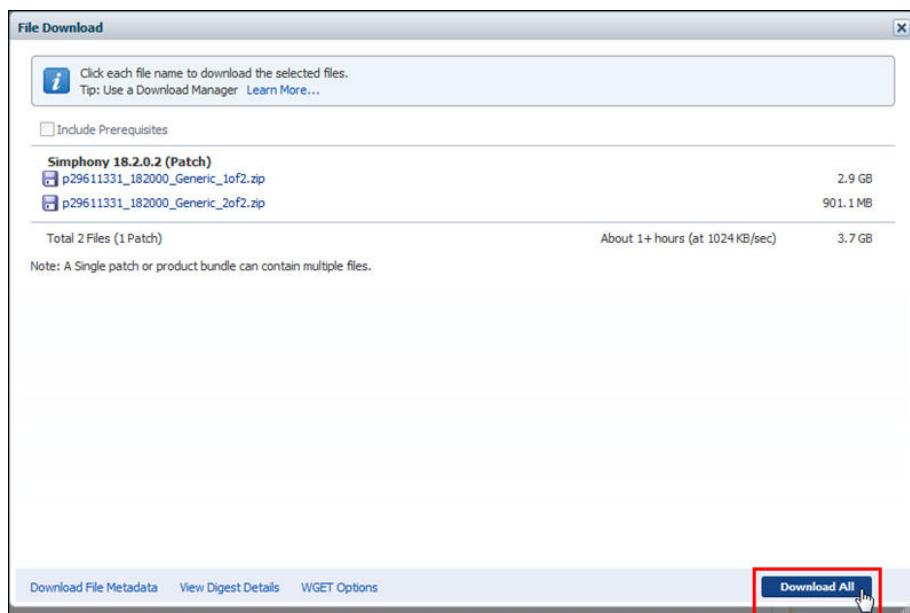 File Download
Click each file name to download the selected files.
Tip: Use a Download Manager Learn More...
Include Prerequisites
Simphony 18.2.0.2 (Patch)
p29611331_182000_Generic_1of2.zip 2.9 GB
p29611331_182000_Generic_2of2.zip 901.1 MB
Total 2 Files (1 Patch) About 1+ hours (at 1024 KB/sec) 3.7 GB
Note: A Single patch or product bundle can contain multiple files.
Download File Metadata View Digest Details WGET Options Download All